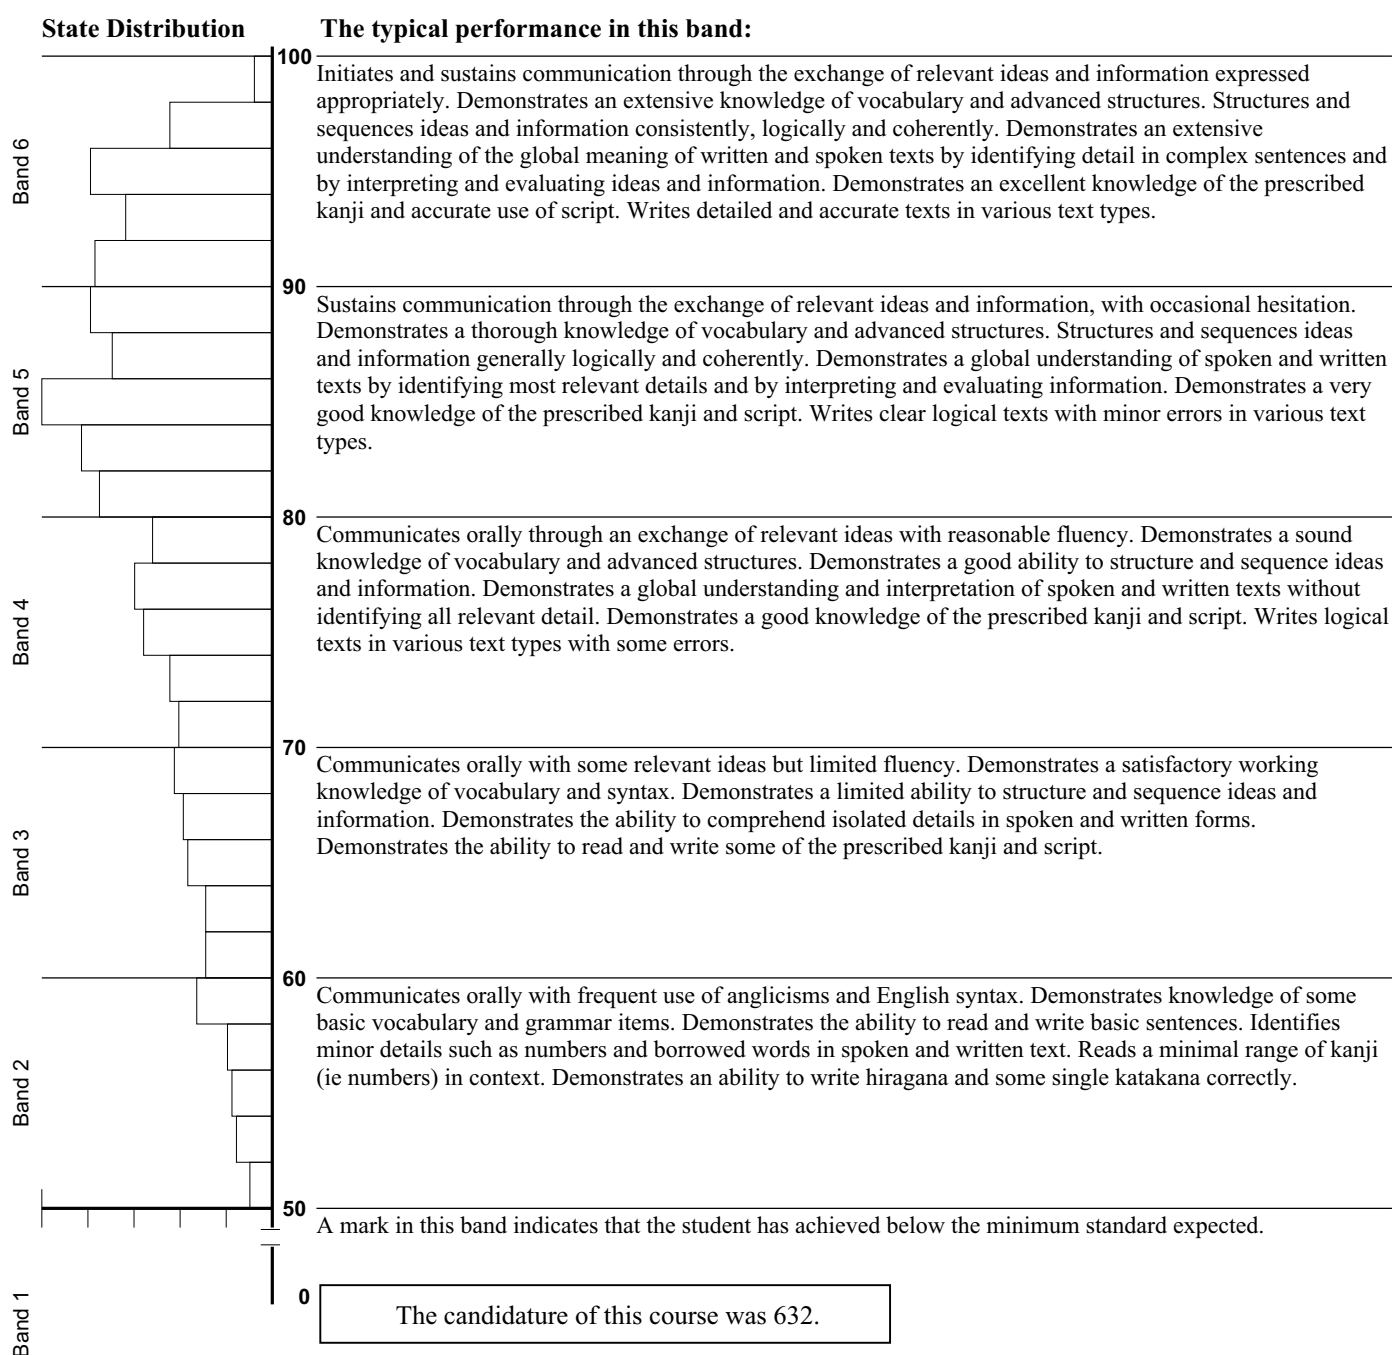 State Distribution
The typical performance in this band:
100
Initiates and sustains communication through the exchange of relevant ideas and information expressed
appropriately. Demonstrates an extensive knowledge of vocabulary and advanced structures. Structures and
sequences ideas and information consistently, logically and coherently. Demonstrates an extensive
understanding of the global meaning of written and spoken texts by identifying detail in complex sentences and
by interpreting and evaluating ideas and information. Demonstrates an excellent knowledge of the prescribed
kanji and accurate use of script. Writes detailed and accurate texts in various text types.
Band 6
90
Sustains communication through the exchange of relevant ideas and information, with occasional hesitation.
Demonstrates a thorough knowledge of vocabulary and advanced structures. Structures and sequences ideas
and information generally logically and coherently. Demonstrates a global understanding of spoken and written
texts by identifying most relevant details and by interpreting and evaluating information. Demonstrates a very
good knowledge of the prescribed kanji and script. Writes clear logical texts with minor errors in various text
types.
Band 5
80
Communicates orally through an exchange of relevant ideas with reasonable fluency. Demonstrates a sound
knowledge of vocabulary and advanced structures. Demonstrates a good ability to structure and sequence ideas
and information. Demonstrates a global understanding and interpretation of spoken and written texts without
identifying all relevant detail. Demonstrates a good knowledge of the prescribed kanji and script. Writes logical
texts in various text types with some errors.
Band 4
70
Communicates orally with some relevant ideas but limited fluency. Demonstrates a satisfactory working
knowledge of vocabulary and syntax. Demonstrates a limited ability to structure and sequence ideas and
information. Demonstrates the ability to comprehend isolated details in spoken and written forms.
Demonstrates the ability to read and write some of the prescribed kanji and script.
Band 3
60
Communicates orally with frequent use of anglicisms and English syntax. Demonstrates knowledge of some
basic vocabulary and grammar items. Demonstrates the ability to read and write basic sentences. Identifies
minor details such as numbers and borrowed words in spoken and written text. Reads a minimal range of kanji
(ie numbers) in context. Demonstrates an ability to write hiragana and some single katakana correctly.
Band 2
50
A mark in this band indicates that the student has achieved below the minimum standard expected.
0
Band 1
The candidature of this course was 632.